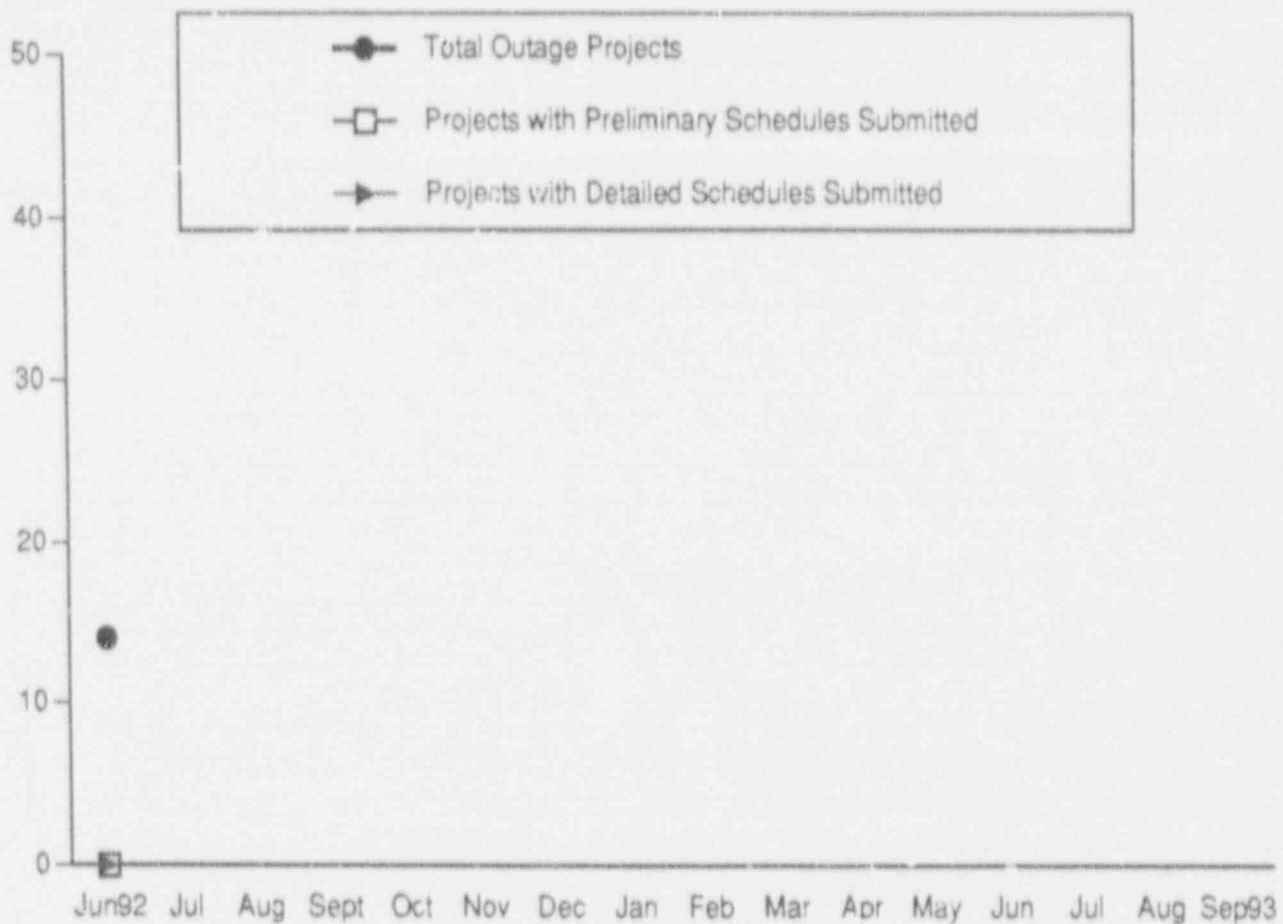 Total Outage Projects
Projects with Preliminary Schedules Submitted
Projects with Detailed Schedules Submitted
50
40
30
20
10
0
Jun92 Jul Aug Sept Oct Nov Dec Jan Feb Mar Apr May Jun Jul Aug Sep93